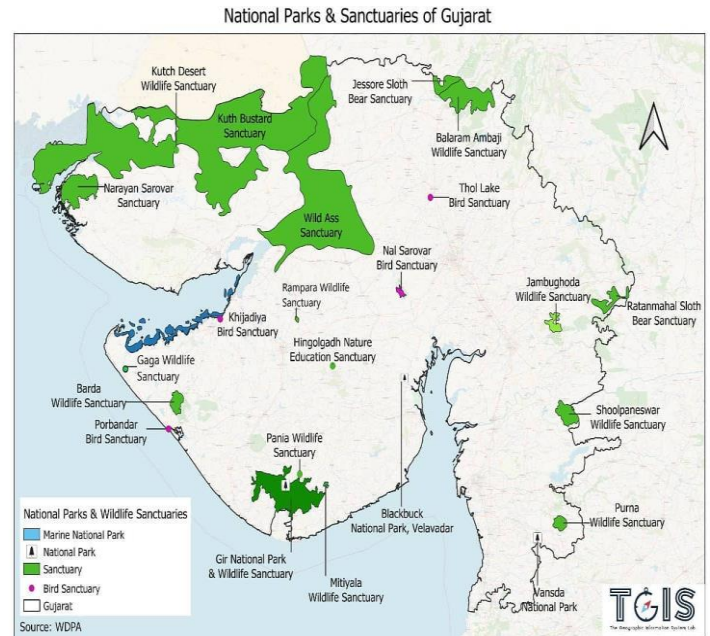 National Parks & Sanctuaries of Gujarat
Kutch Desert
Wildlife Sanctuary
Jessore Sloth
Bear Sanctuary
Kuth Bustard
Sanctuary
Balaram Ambaji
Wildlife Sanctuary
Narayan Sarovar
Sanctuary
Thol Lake
Bird Sanctuary
Wild Ass
Sanctuary
Nal Sarovar
Bird Sanctuary
Rampara Wildlife
Sanctuary
Jambughoda
Wildlife Sanctuary
Ratanmahal Sloth
Bear Sanctuary
Khijadiya
Bird Sanctuary
Hingolgadh Nature
Education Sanctuary
Gaga Wildlife
Sanctuary
Barda
Wildlife Sanctuary
Shoolpaneswar
Wildlife Sanctuary
Porbandar
Bird Sanctuary
Pania Wildlife
Sanctuary
Blackbuck
National Park, Velavadar
Purna
Wildlife Sanctuary
Gir National Park
& Wildlife Sanctuary
Mitiyala
Wildlife Sanctuary
Vansda
National Park
National Parks & Wildlife Sanctuaries
Marine National Park
National Park
Sanctuary
Bird Sanctuary
Gujarat
Source: WDPA
TGIS
The Geographic Information Systems Lab.